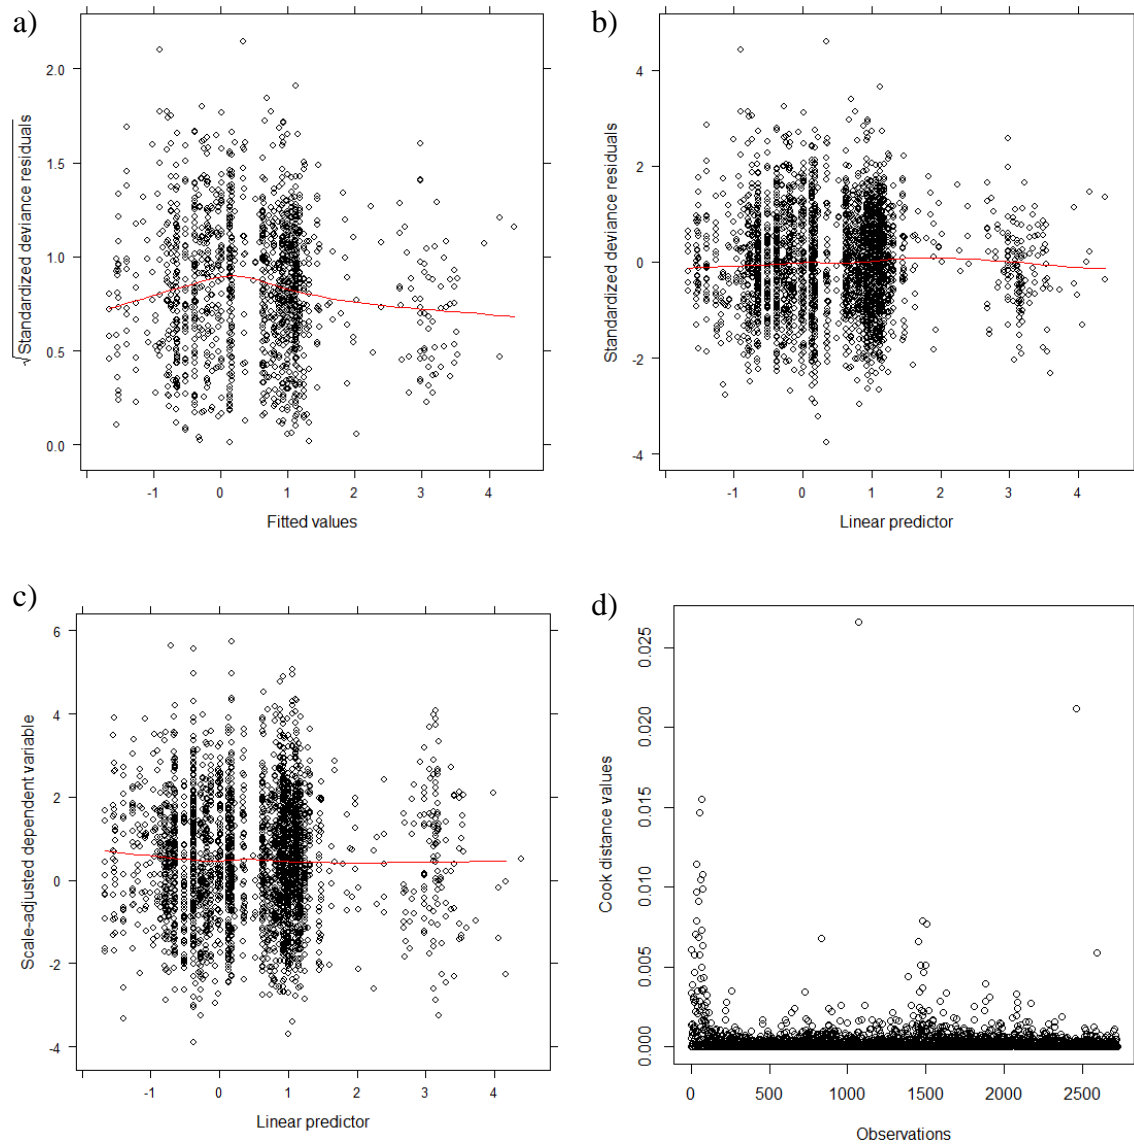 a)
2.0
1.5
1.0
0.5
0.0
√Standardized deviance residuals
-1 0 1 2 3 4
Fitted values
b)
4
2
0
-2
-4
Standardized deviance residuals
-1 0 1 2 3 4
Linear predictor
c)
6
4
2
0
-2
-4
Scale-adjusted dependent variable
-1 0 1 2 3 4
Linear predictor
d)
0.025
0.020
0.015
0.010
0.005
0.000
Cook distance values
0 500 1000 1500 2000 2500
Observations